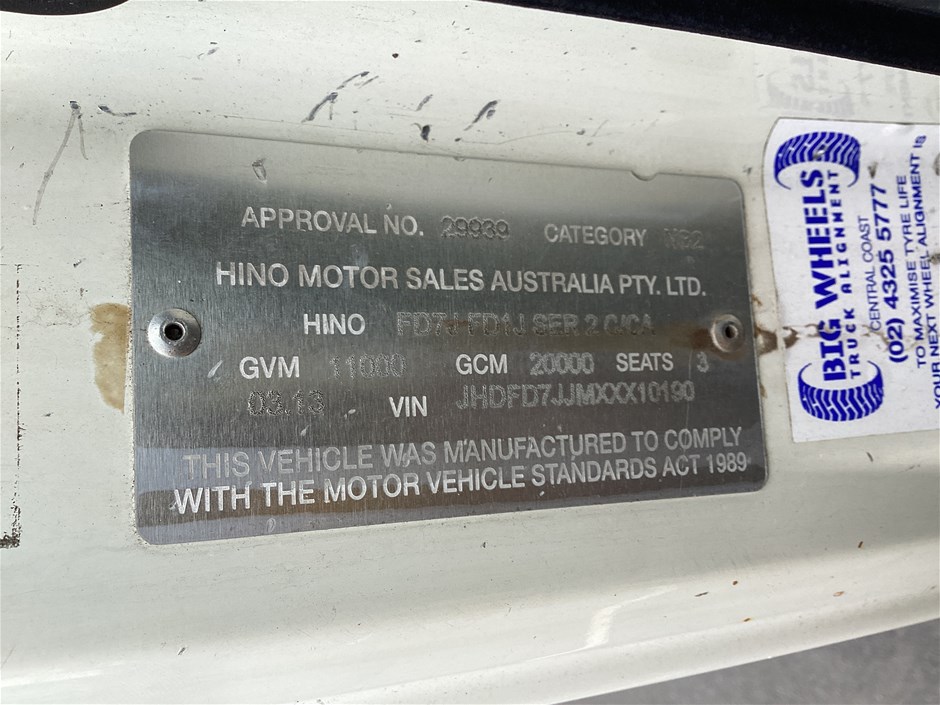 APPROVAL NO. 29939 CATEGORY NB2
HINO MOTOR SALES AUSTRALIA PTY. LTD.
HINO FD1J SER 2 C/CA
GVM 11000 GCM 20000 SEATS 3
03.13 VIN JHDFD7JJMXXX10190
THIS VEHICLE WAS MANUFACTURED TO COMPLY
WITH THE MOTOR VEHICLE STANDARDS ACT 1989
BIG WHEELS
TRUCK ALIGNMENT
CENTRAL COAST
(02) 4325 5777
TO MAXIMISE TYRE LIFE
YOUR NEXT WHEEL ALIGNMENT IS